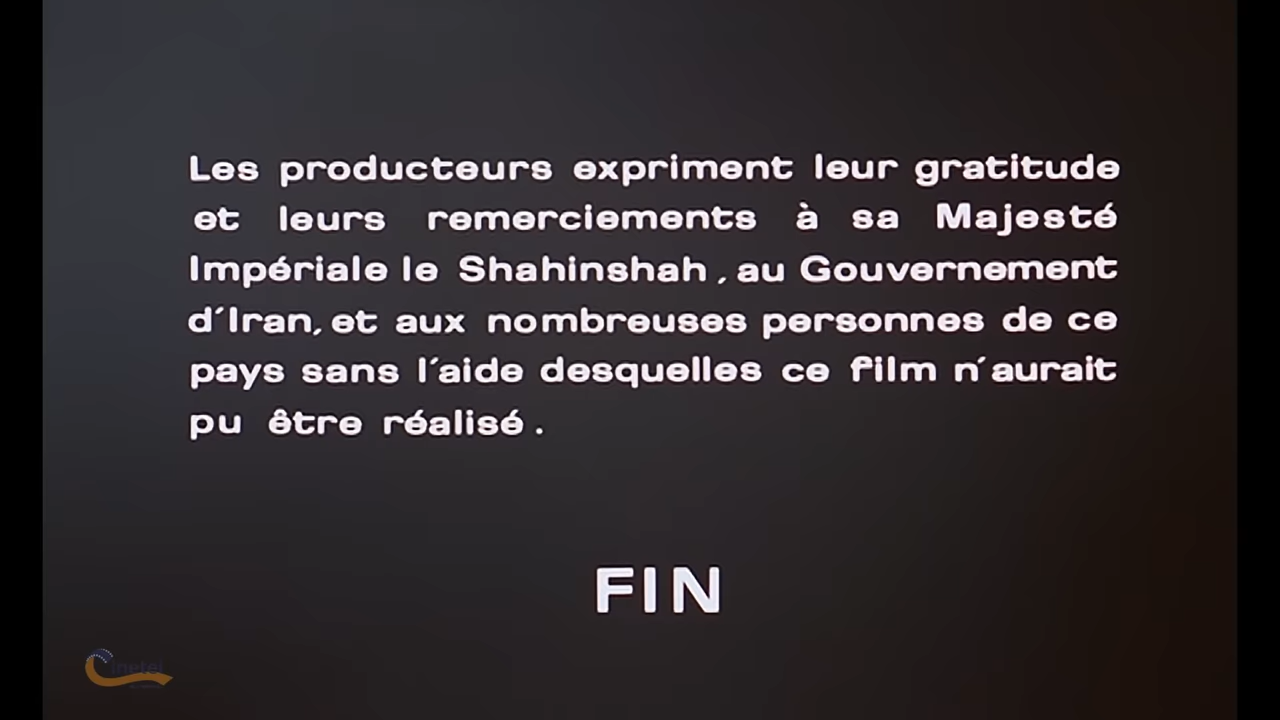 Les producteurs expriment leur gratitude
et leurs remerciements à sa Majesté
Impériale le Shahinshah, au Gouvernement
d'Iran, et aux nombreuses personnes de ce
pays sans l'aide desquelles ce film n'aurait
pu être réalisé.
FIN
Cinetel